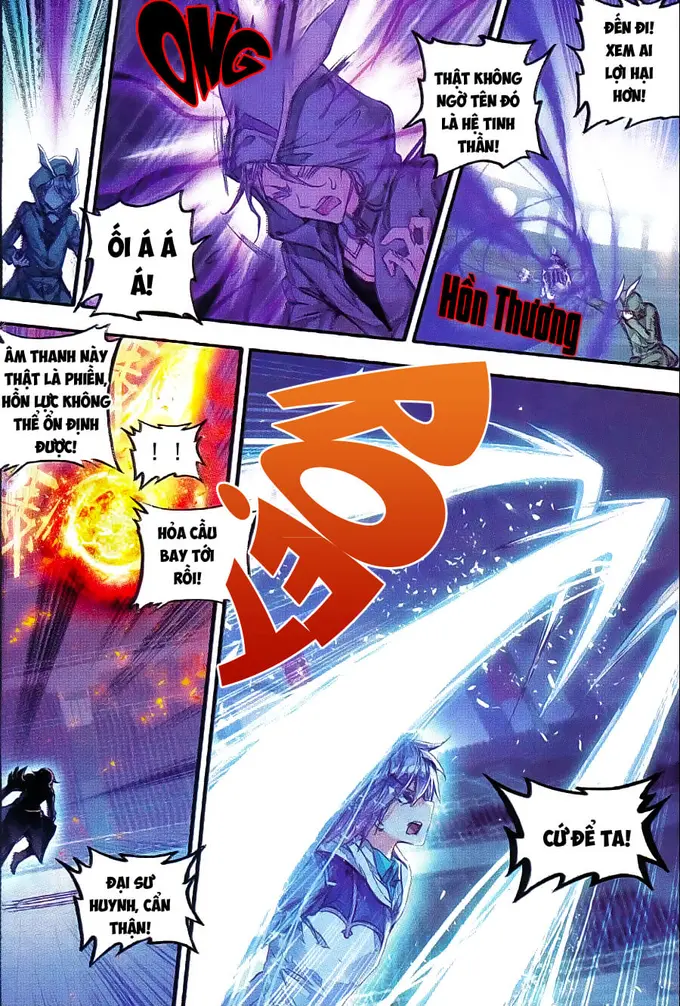 ONG
ĐẾN ĐI!
XEM AI
LỢI HẠI
HƠN!
THẬT KHÔNG
NGỜ TÊN ĐÓ
LÀ HỆ TINH
THẦN!
ỐI Á Á
Á!
Hồn Thương
ÂM THANH NÀY
THẬT LÀ PHIỀN,
HỒN LỰC KHÔNG
THỂ ỔN ĐỊNH
ĐƯỢC!
! !
HỎA CẦU
BAY TỚI
RỒI!
ROẸT
CỨ ĐỂ TA!
ĐẠI SƯ
HUYNH, CẨN
THẬN!